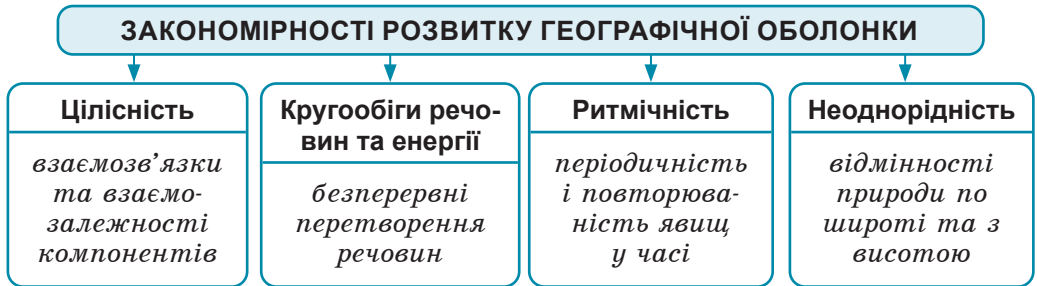 ЗАКОНОМІРНОСТІ РОЗВИТКУ ГЕОГРАФІЧНОЇ ОБОЛОНКИ
Цілісність
взаємозв’язки
та взаємо-
залежності
компонентів
Кругообіги речо-
вин та енергії
безперервні
перетворення
речовин
Ритмічність
періодичність
і повторюва-
ність явищ
у часі
Неоднорідність
відмінності
природи по
широті та з
висотою